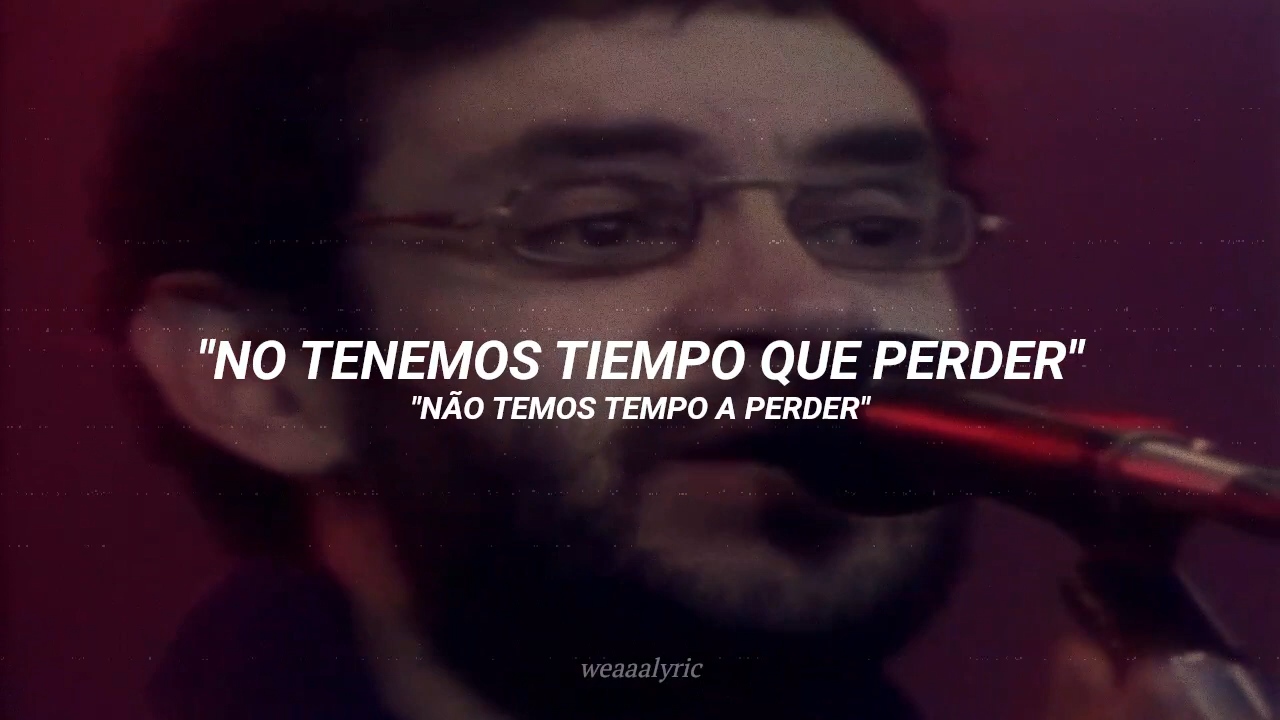 "NO TENEMOS TIEMPO QUE PERDER"
"NÃO TEMOS TEMPO A PERDER"
weaaalyric